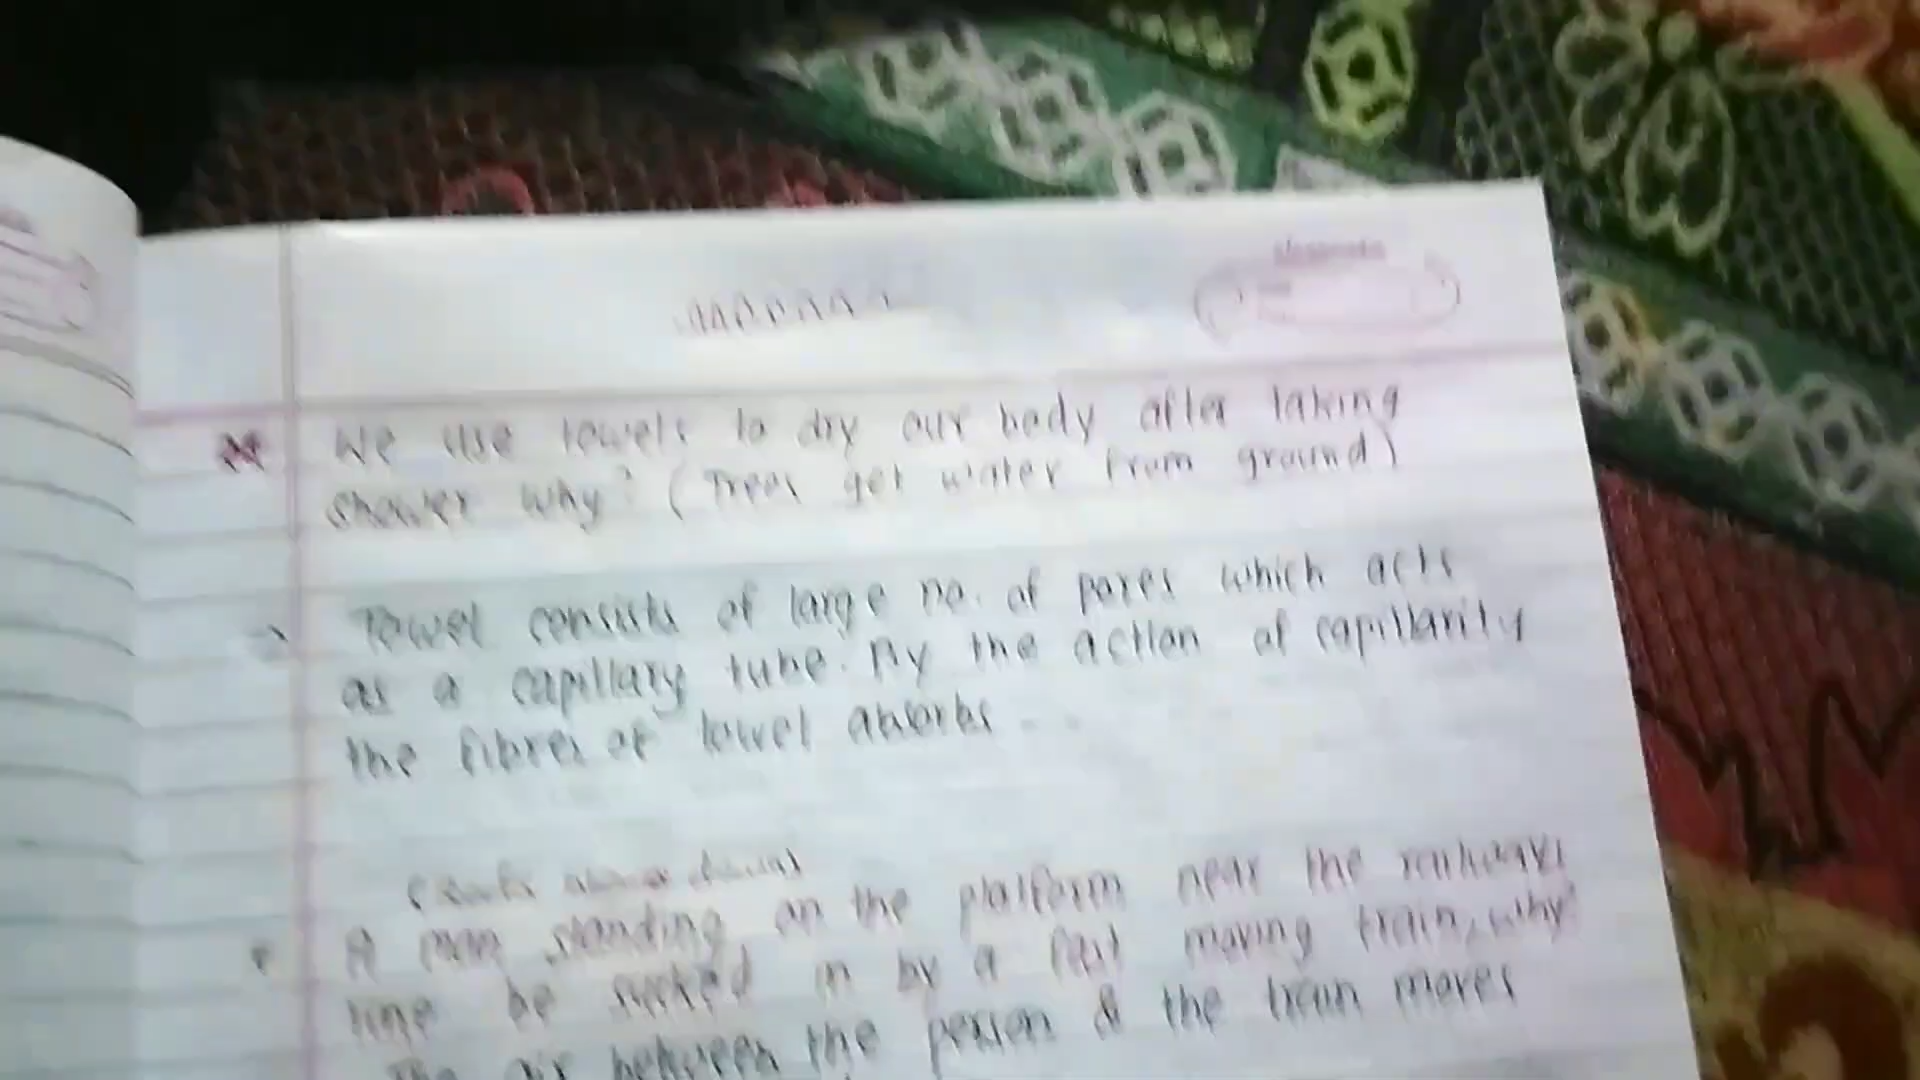 classmate
We use towels to dry our body after taking
shower why? (Trees get water from ground)
Towel consists of large no. of pores which acts
as a capillary tube. By the action of capillarity
the fibres of towel absorbs
A man standing on the platform near the railways
line be sucked in by a fast moving train, why?
The air between the person & the train moves